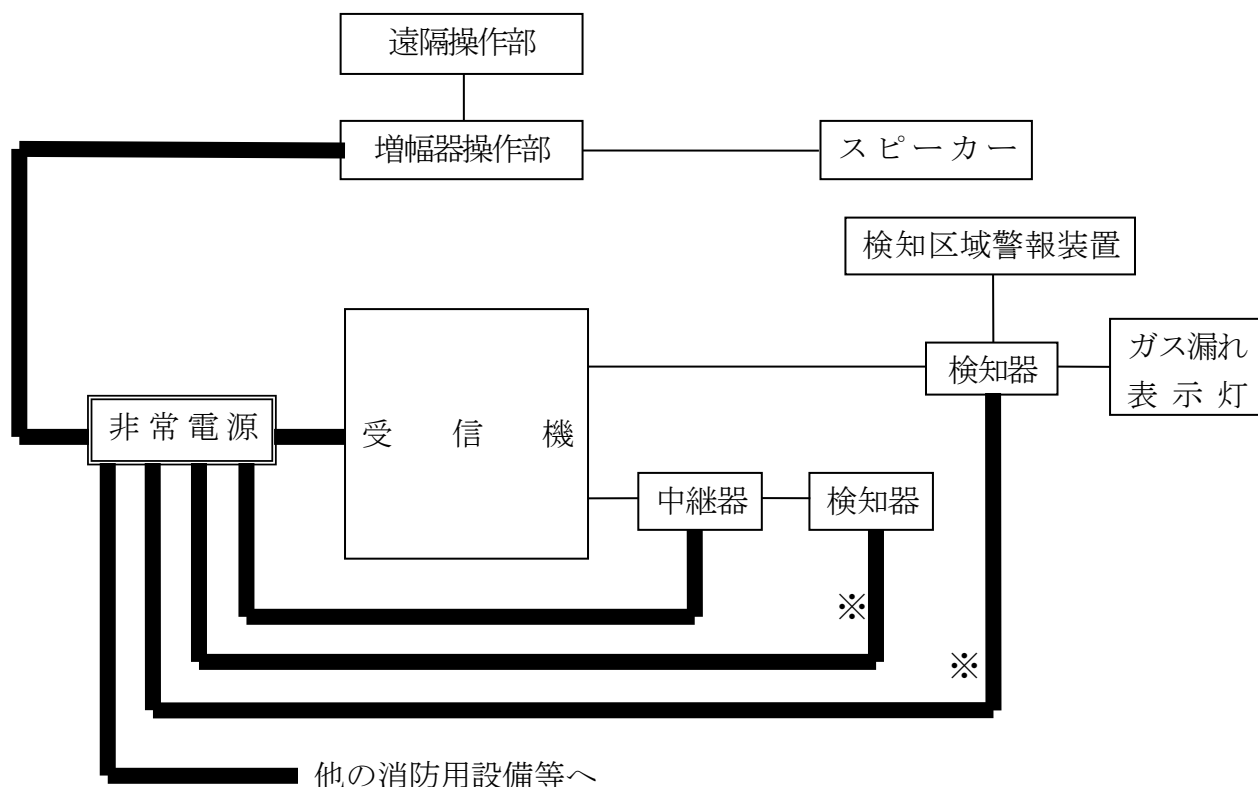 遠隔操作部
増幅器操作部
スピーカー
検知区域警報装置
ガス漏れ
表示灯
検知器
非常電源
受信機
中継器
検知器
※
※
他の消防用設備等へ